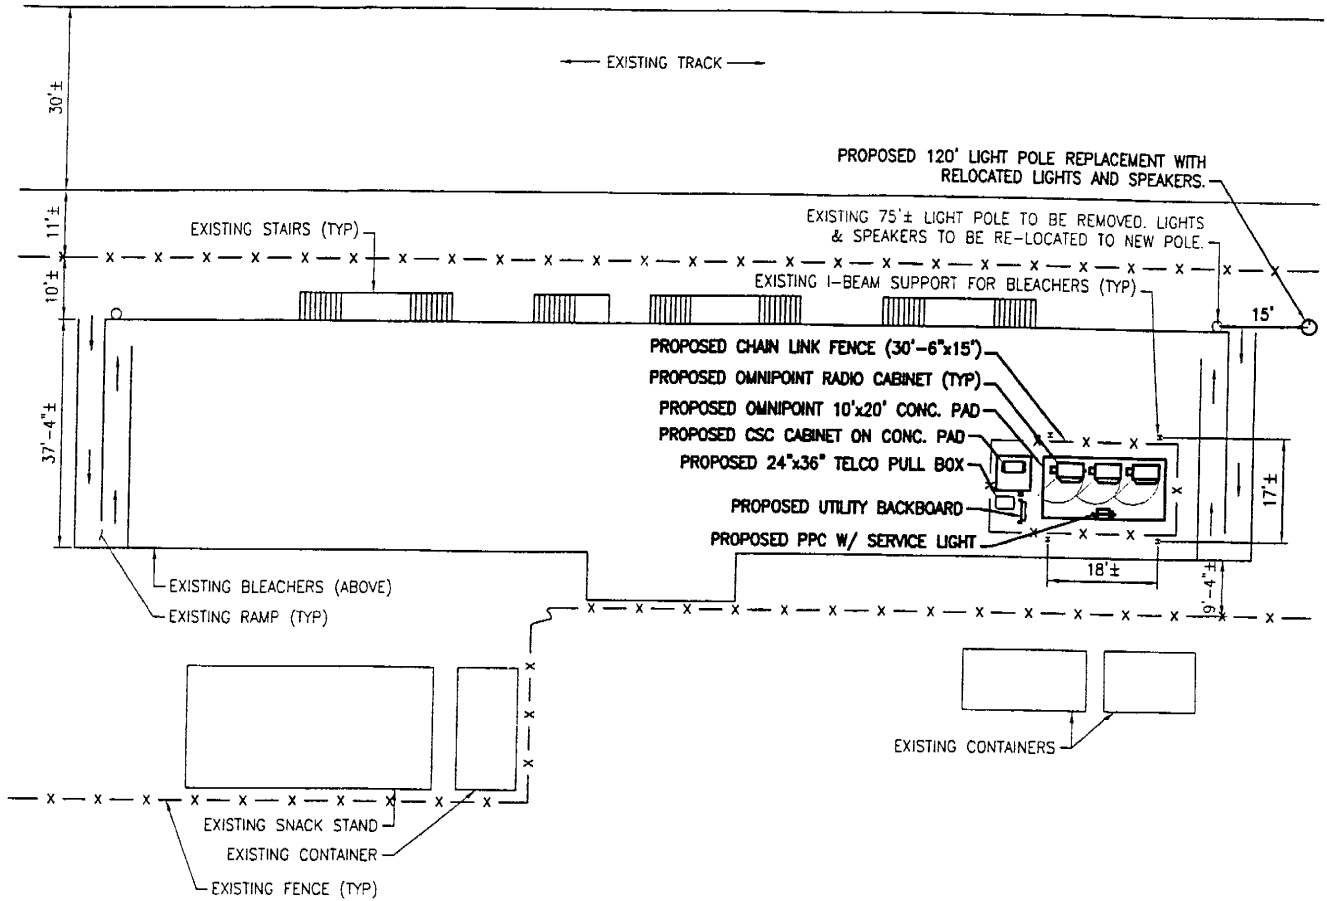 EXISTING TRACK
30'±
PROPOSED 120' LIGHT POLE REPLACEMENT WITH
RELOCATED LIGHTS AND SPEAKERS.
11'±
EXISTING STAIRS (TYP)
EXISTING 75'± LIGHT POLE TO BE REMOVED. LIGHTS
& SPEAKERS TO BE RE-LOCATED TO NEW POLE.
10'±
EXISTING I-BEAM SUPPORT FOR BLEACHERS (TYP)
15'
PROPOSED CHAIN LINK FENCE (30'-6"x15')
PROPOSED OMNIPOINT RADIO CABINET (TYP)
PROPOSED OMNIPOINT 10'x20' CONC. PAD
37'-4"±
PROPOSED CSC CABINET ON CONC. PAD
PROPOSED 24"x36" TELCO PULL BOX
17'±
PROPOSED UTILITY BACKBOARD
PROPOSED PPC W/ SERVICE LIGHT
18'±
9'-4"±
EXISTING BLEACHERS (ABOVE)
EXISTING RAMP (TYP)
EXISTING CONTAINERS
EXISTING SNACK STAND
EXISTING CONTAINER
EXISTING FENCE (TYP)